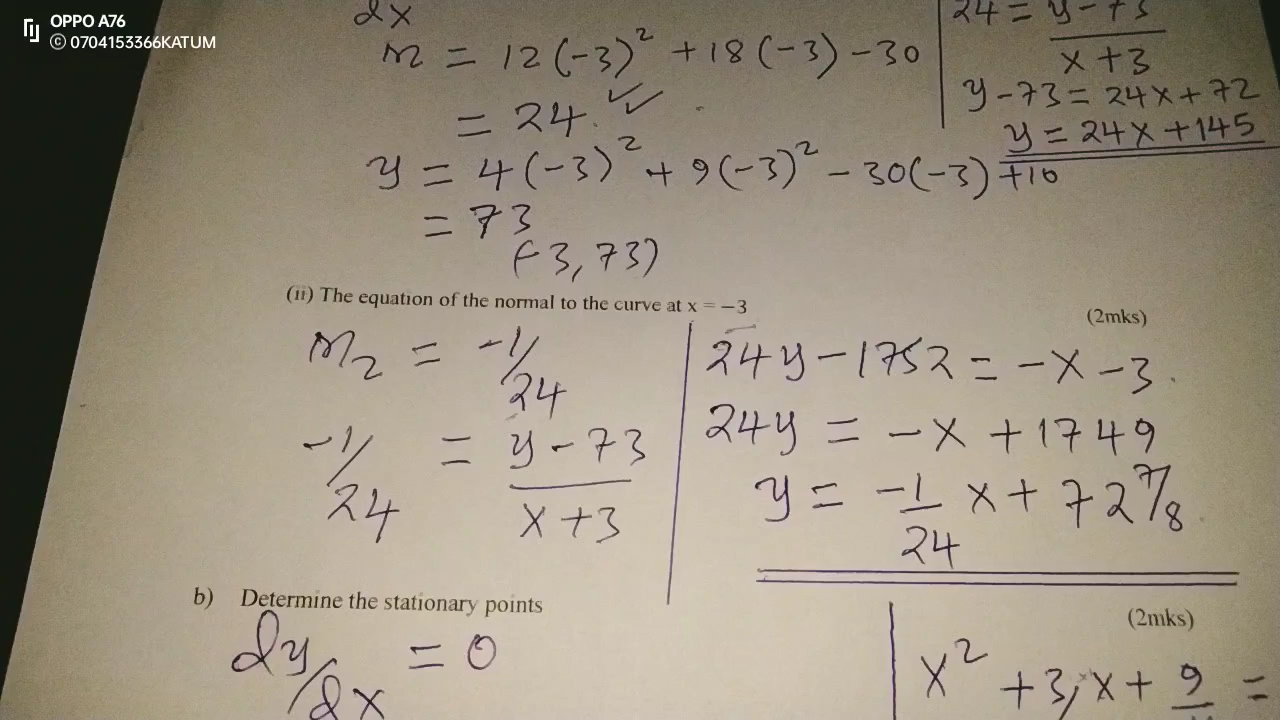 OPPO A76
© 0704153366KATUM
dx
m = 12(-3)² + 18(-3) - 30
= 24.
y = 4(-3)² + 9(-3)² - 30(-3) + 10
= 73
(-3, 73)
24 = y - 73
x + 3
y - 73 = 24x + 72
y = 24x + 145
(ii) The equation of the normal to the curve at x = −3
(2mks)
m₂ = -1/24
-1/24 = y - 73
x + 3
24y - 1752 = -x - 3.
24y = -x + 1749
y = -1/24 x + 72 7/8
b) Determine the stationary points
(2mks)
dy/dx = 0
x² + 3x + 9 =